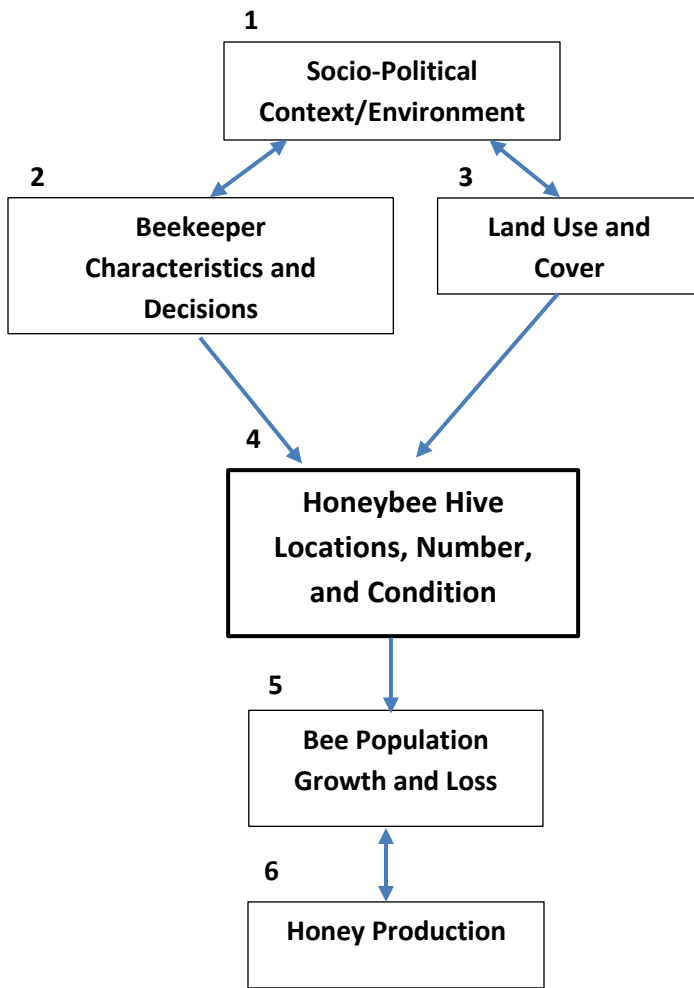 1
Socio-Political
Context/Environment
2
Beekeeper
Characteristics and
Decisions
3
Land Use and
Cover
4
Honeybee Hive
Locations, Number,
and Condition
5
Bee Population
Growth and Loss
6
Honey Production